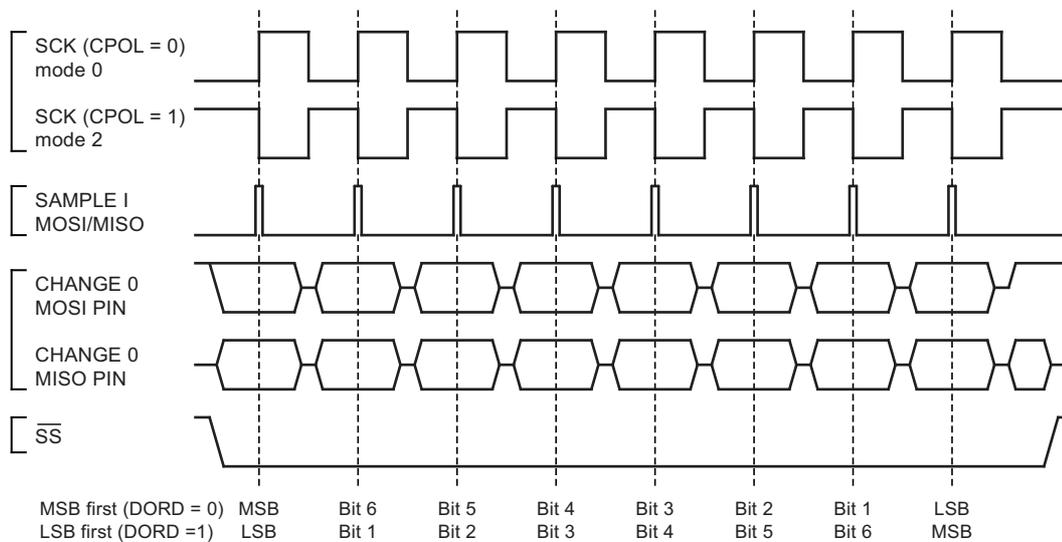 SCK (CPOL = 0)
mode 0
SCK (CPOL = 1)
mode 2
SAMPLE I
MOSI/MISO
CHANGE 0
MOSI PIN
CHANGE 0
MISO PIN
SS
MSB first (DORD = 0) MSB Bit 6 Bit 5 Bit 4 Bit 3 Bit 2 Bit 1 LSB
LSB first (DORD =1) LSB Bit 1 Bit 2 Bit 3 Bit 4 Bit 5 Bit 6 MSB